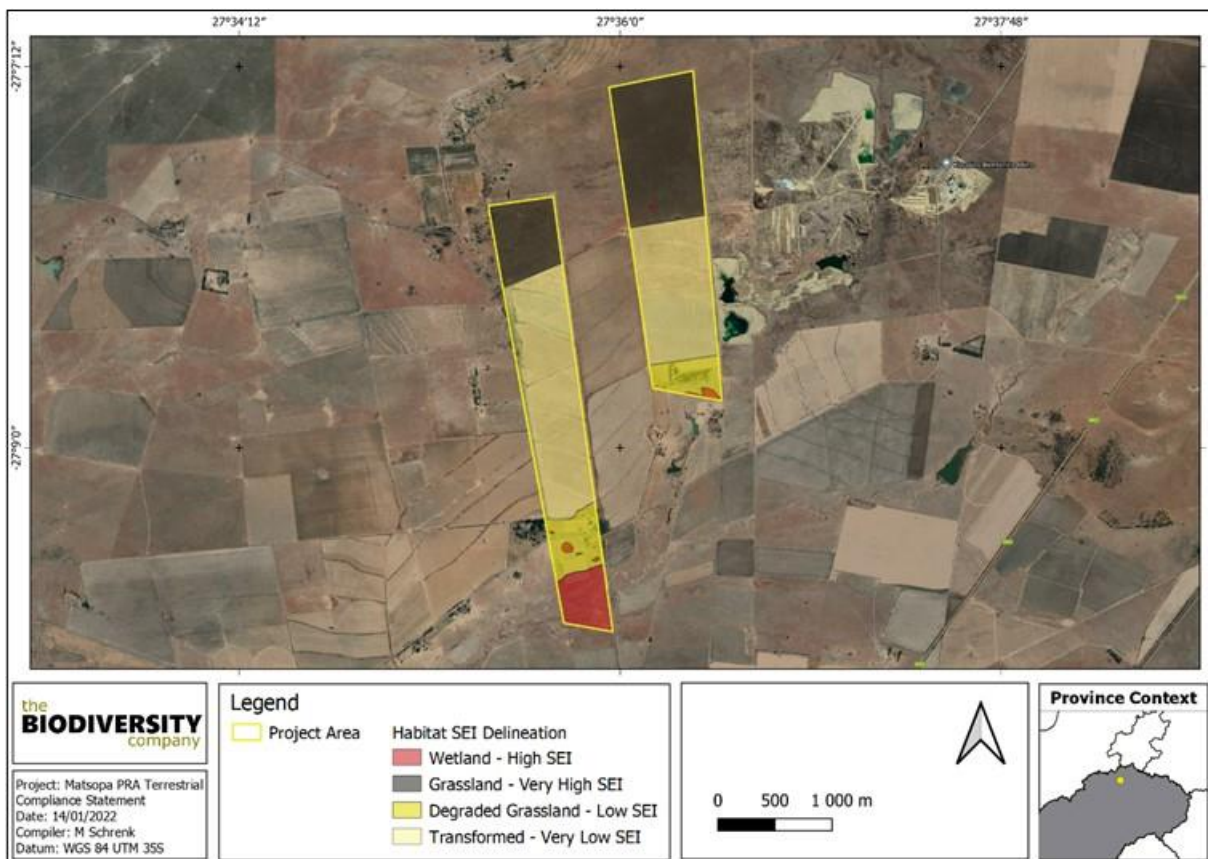 27°34'12" 27°36'0" 27°37'48"
-27°7'12"
-27°9'0"
the
BIODIVERSITY
company
Project: Matsopa PRA Terrestrial
Compliance Statement
Date: 14/01/2022
Compiler: M Schrenk
Datum: WGS 84 UTM 35S
Legend
Project Area
Habitat SEI Delineation
Wetland - High SEI
Grassland - Very High SEI
Degraded Grassland - Low SEI
Transformed - Very Low SEI
0 500 1 000 m
Province Context